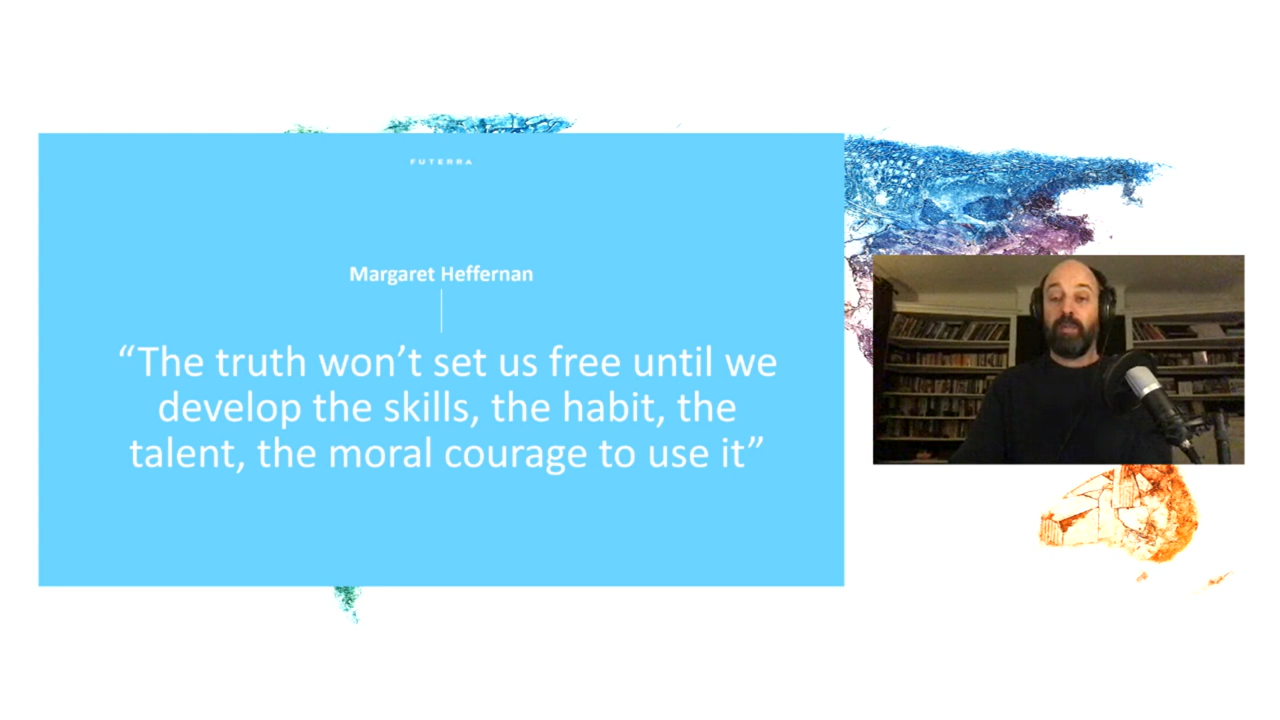 FUTERRA
Margaret Heffernan
“The truth won’t set us free until we
develop the skills, the habit, the
talent, the moral courage to use it”